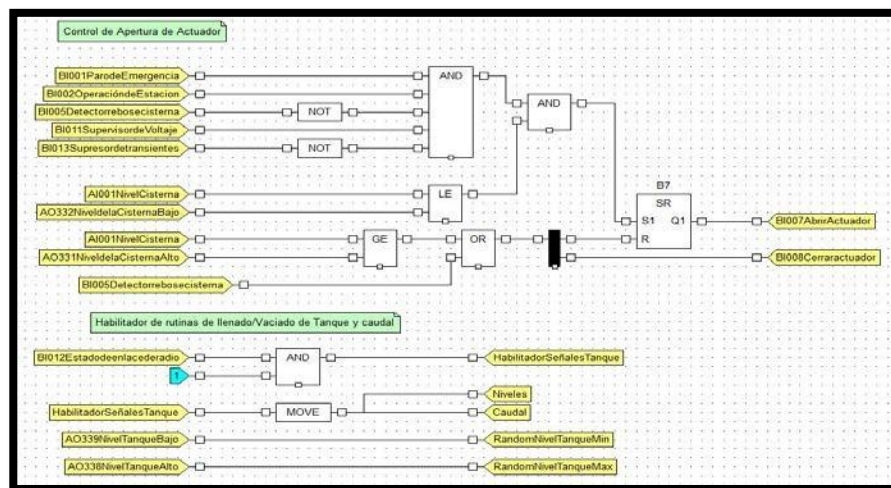 Control de Apertura de Actuador
BI001ParodeEmergencia
AND
BI002OperacióndeEstacion
AND
BI005Detectorrebosecisterna
NOT
BI011SupervisordeVoltaje
BI013Supresordetransientes
NOT
B7
AI001NivelCisterna
LE
SR
AO332NiveldelaCisternaBajo
S1 Q1
BI007AbrirActuador
AI001NivelCisterna
GE
OR
R
AO331NiveldelaCisternaAlto
BI008Cerraractuador
BI005Detectorrebosecisterna
Habilitador de rutinas de llenado/Vaciado de Tanque y caudal
BI012Estadodeenlacederadio
AND
HabilitadorSeñalesTanque
1
Niveles
HabilitadorSeñalesTanque
MOVE
Caudal
AO339NivelTanqueBajo
RandomNivelTanqueMin
AO338NivelTanqueAlto
RandomNivelTanqueMax